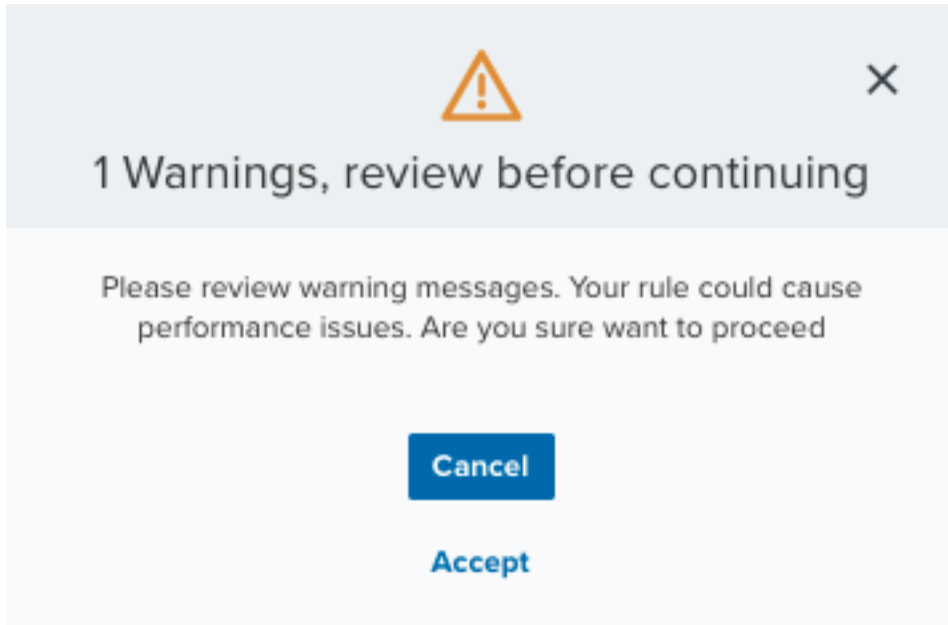 1 Warnings, review before continuing
Please review warning messages. Your rule could cause
performance issues. Are you sure want to proceed
Cancel
Accept